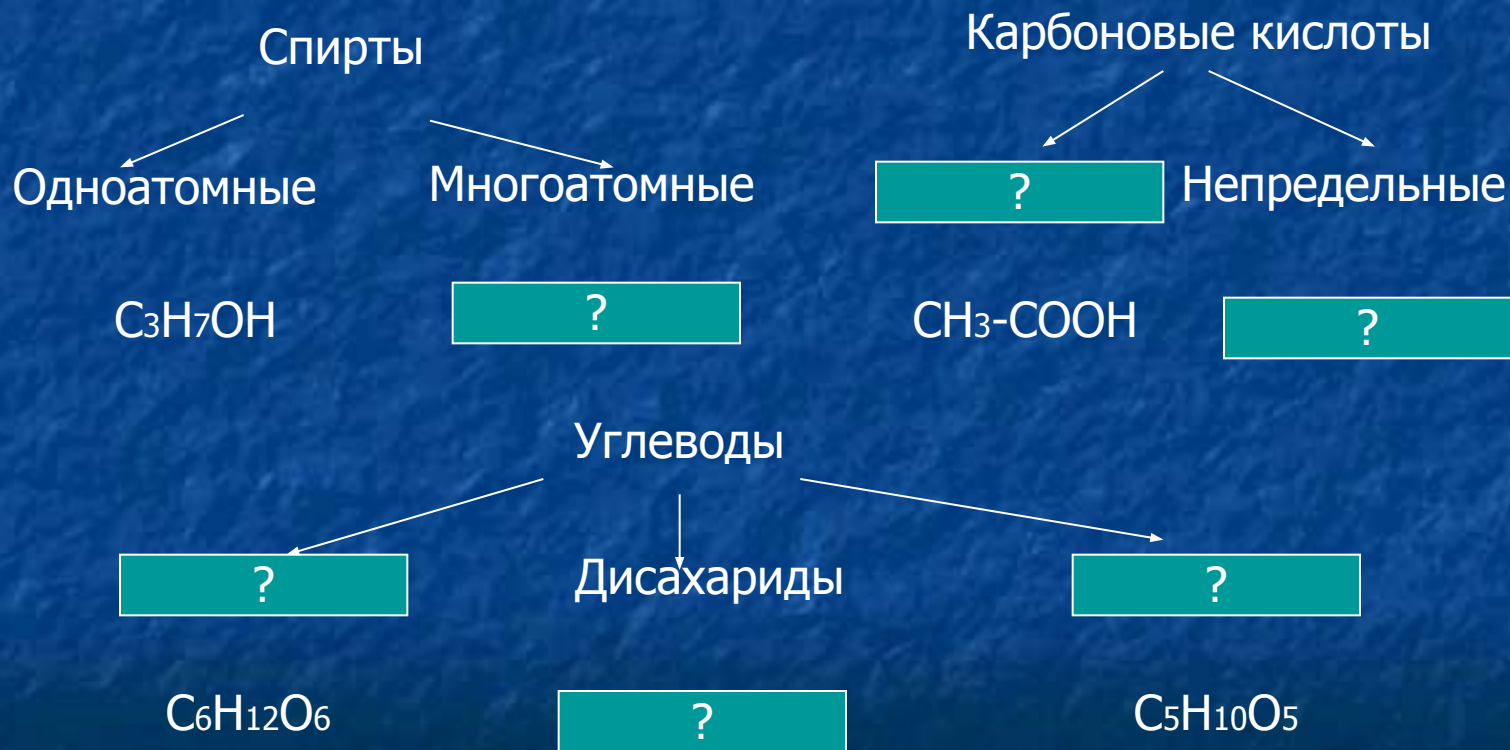 Спирты
Карбоновые кислоты
Одноатомные
Многоатомные
?
Непредельные
C3H7OH
?
CH3-COOH
?
Углеводы
?
Дисахариды
?
C6H12O6
?
C5H10O5